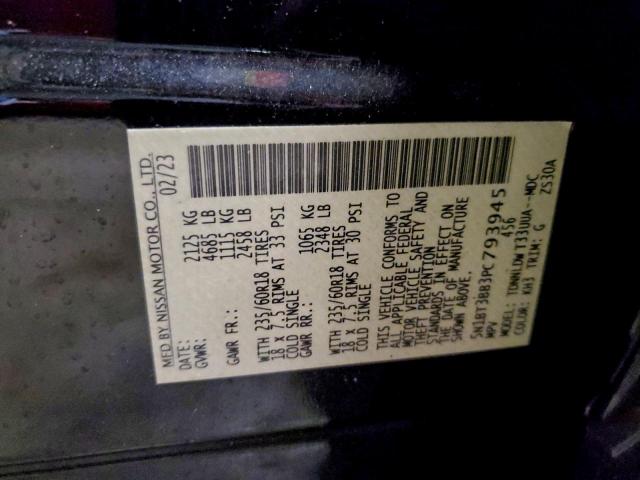 MFD BY NISSAN MOTOR CO., LTD.
DATE: 02/23
GVWR: 2125 KG
4685 LB
GAWR FR.: 1115 KG
2458 LB
WITH 235/60R18 TIRES
18 x 7.5 RIMS AT 33 PSI
COLD SINGLE
GAWR RR.: 1065 KG
2348 LB
WITH 235/60R18 TIRES
18 x 7.5 RIMS AT 30 PSI
COLD SINGLE
THIS VEHICLE CONFORMS TO
ALL APPLICABLE FEDERAL
MOTOR VEHICLE SAFETY AND
THEFT PREVENTION
STANDARDS IN EFFECT ON
THE DATE OF MANUFACTURE
SHOWN ABOVE.
5N1BT3BB3PC793945
MPV 456
MODEL: TDNNLDWT33UUA--MDC
COLOR: KH3 TRIM: G ZS30A